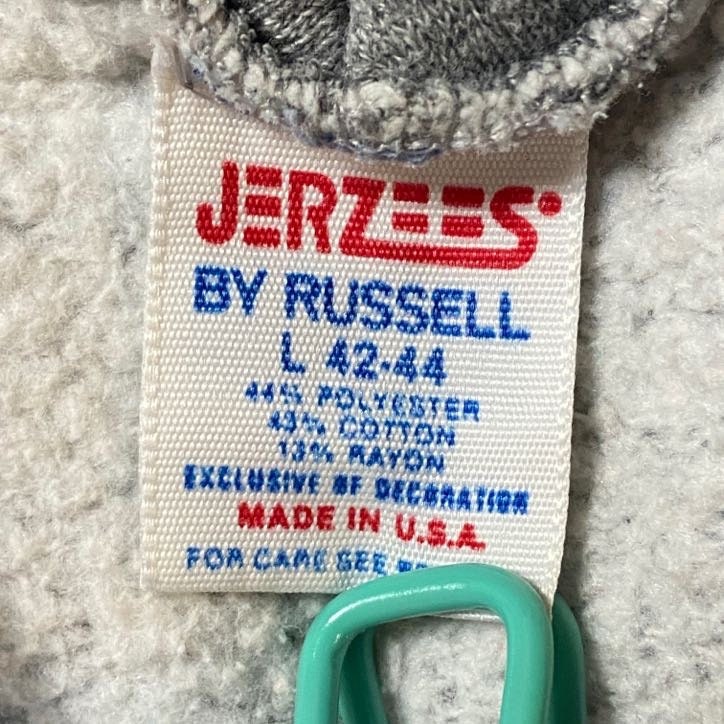 JERZEES
BY RUSSELL
L 42-44
44% POLYESTER
43% COTTON
13% RAYON
EXCLUSIVE OF DECORATION
MADE IN U.S.A.
FOR CARE SEE